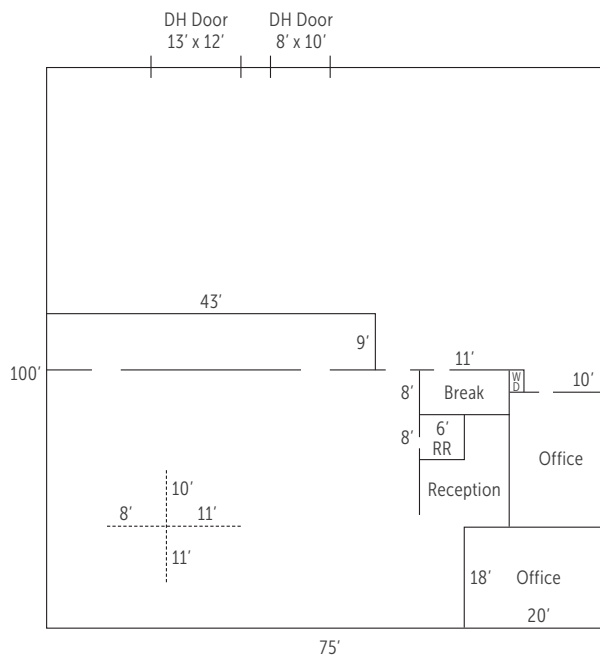 DH Door
13′ x 12′
DH Door
8′ x 10′
43′
9′
100′
11′
8′
Break
W
D
10′
8′
6′
RR
Office
Reception
10′
8′
11′
11′
18′
Office
20′
75′